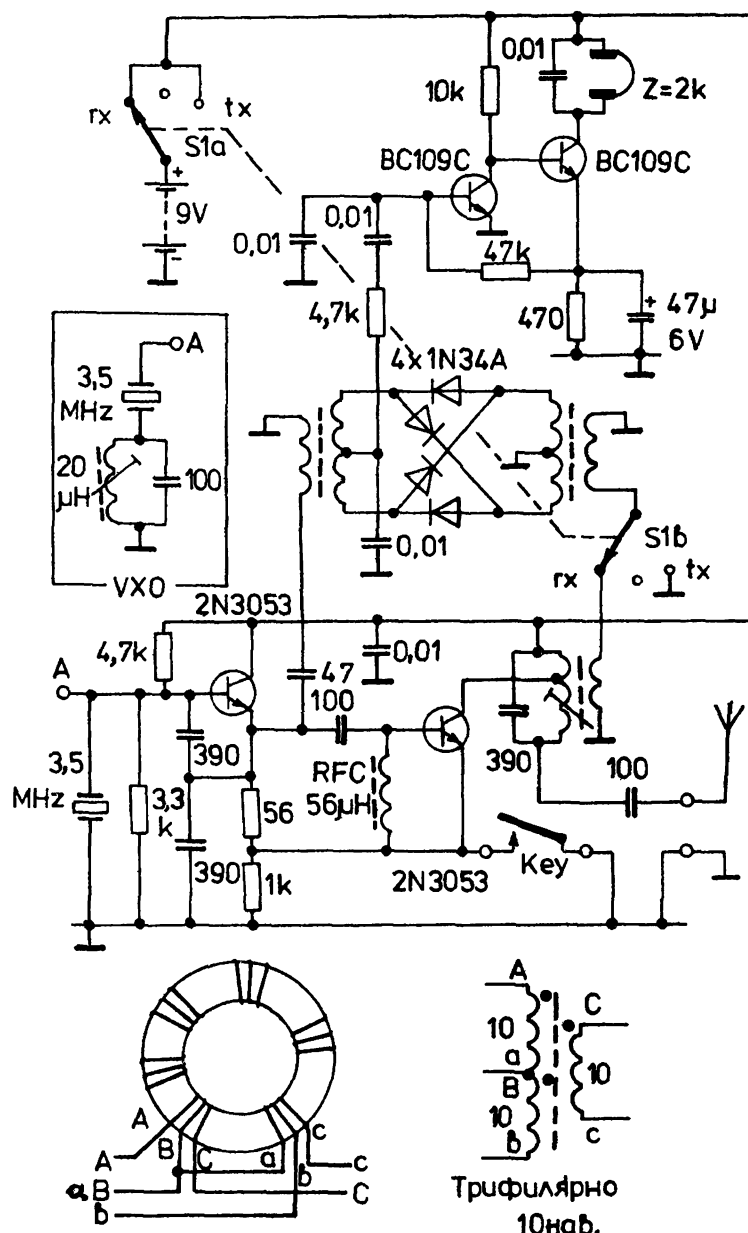 0,01
Z=2k
rx
tx
S1a
10k
BC109C
BC109C
+
9V
-
0,01
0,01
47k
4,7k
470
+
47µ
6V
4x1N34A
A
3,5
MHz
20
µH
100
VXO
0,01
S1b
rx
tx
2N3053
4,7k
A
47
0,01
100
390
3,5
MHz
390
100
RFC
56µH
3,3
k
56
390
1k
2N3053
Key
A
A
B
C
a
b
c
c
a B
C
b
A
10
a
B
10
b
C
10
c
Трифилярно
10нав.